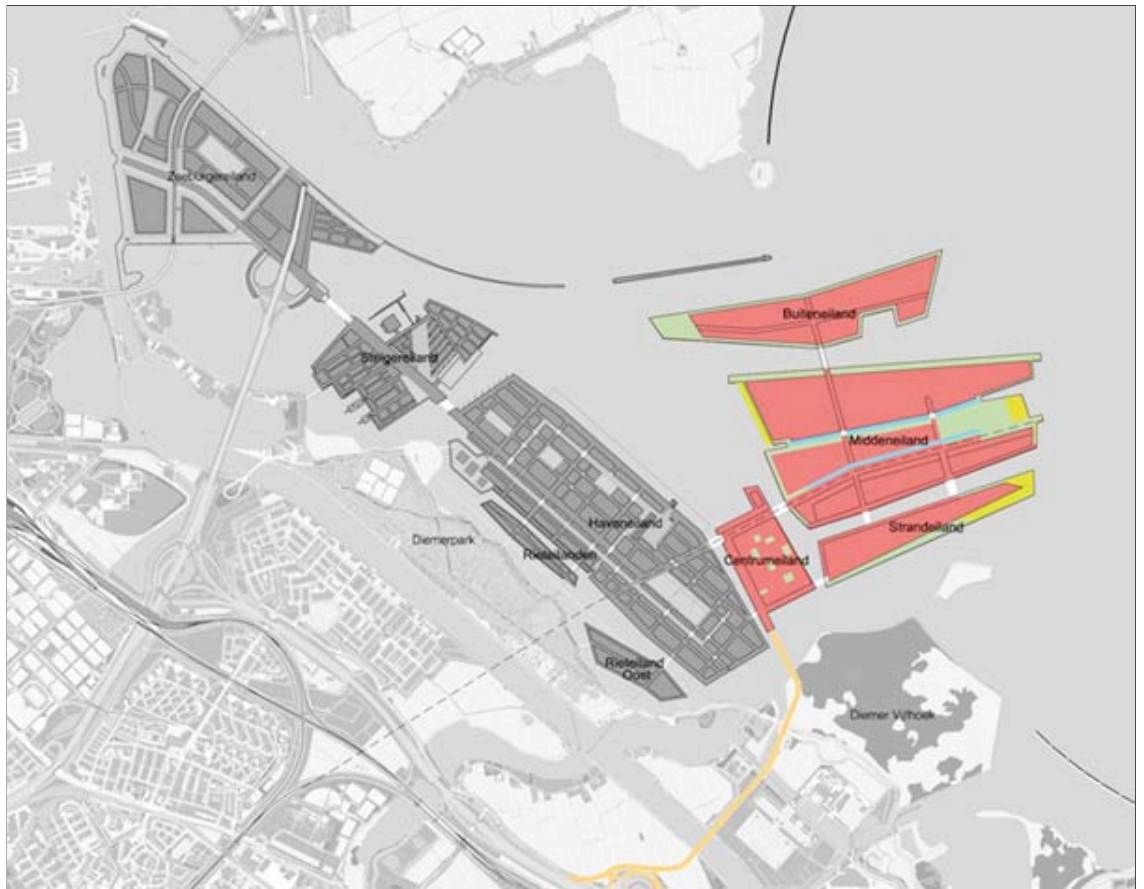 Zeeburgereiland
Buiteneiland
Steigereiland
Middeneiland
Haveneiland
Strandeiland
Diemerpark
Rieteilanden
Centrumeiland
Rieteiland
Oost
Diemer Vijfhoek